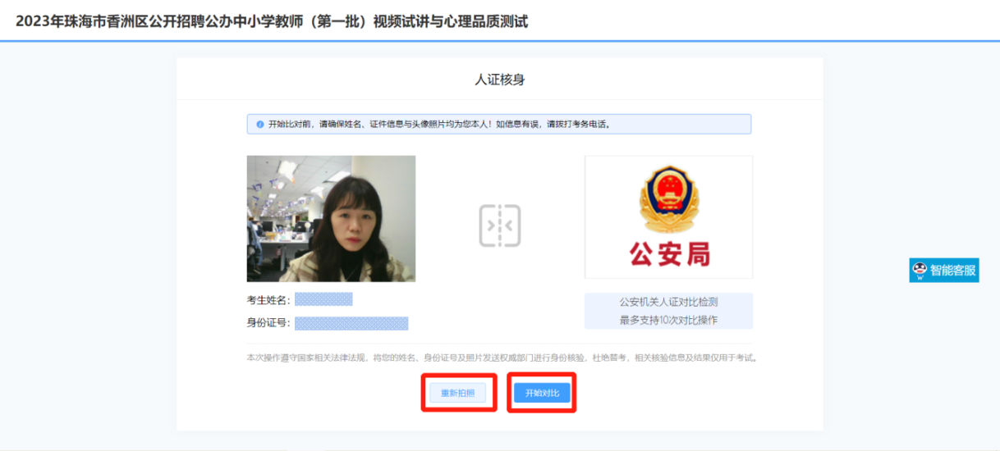 2023年珠海市香洲区公开招聘公办中小学教师（第一批）视频试讲与心理品质测试
人证核身
开始比对前，请确保姓名、证件信息与头像照片均为您本人！如信息有误，请拨打考务电话。
公安局
智能客服
考生姓名：
身份证号：
公安机关人证对比检测
最多支持10次对比操作
本次操作遵守国家相关法律法规，将您的姓名、身份证号及照片发送权威部门进行身份核验，杜绝替考，相关核验信息及结果仅用于考试。
重新拍照
开始对比